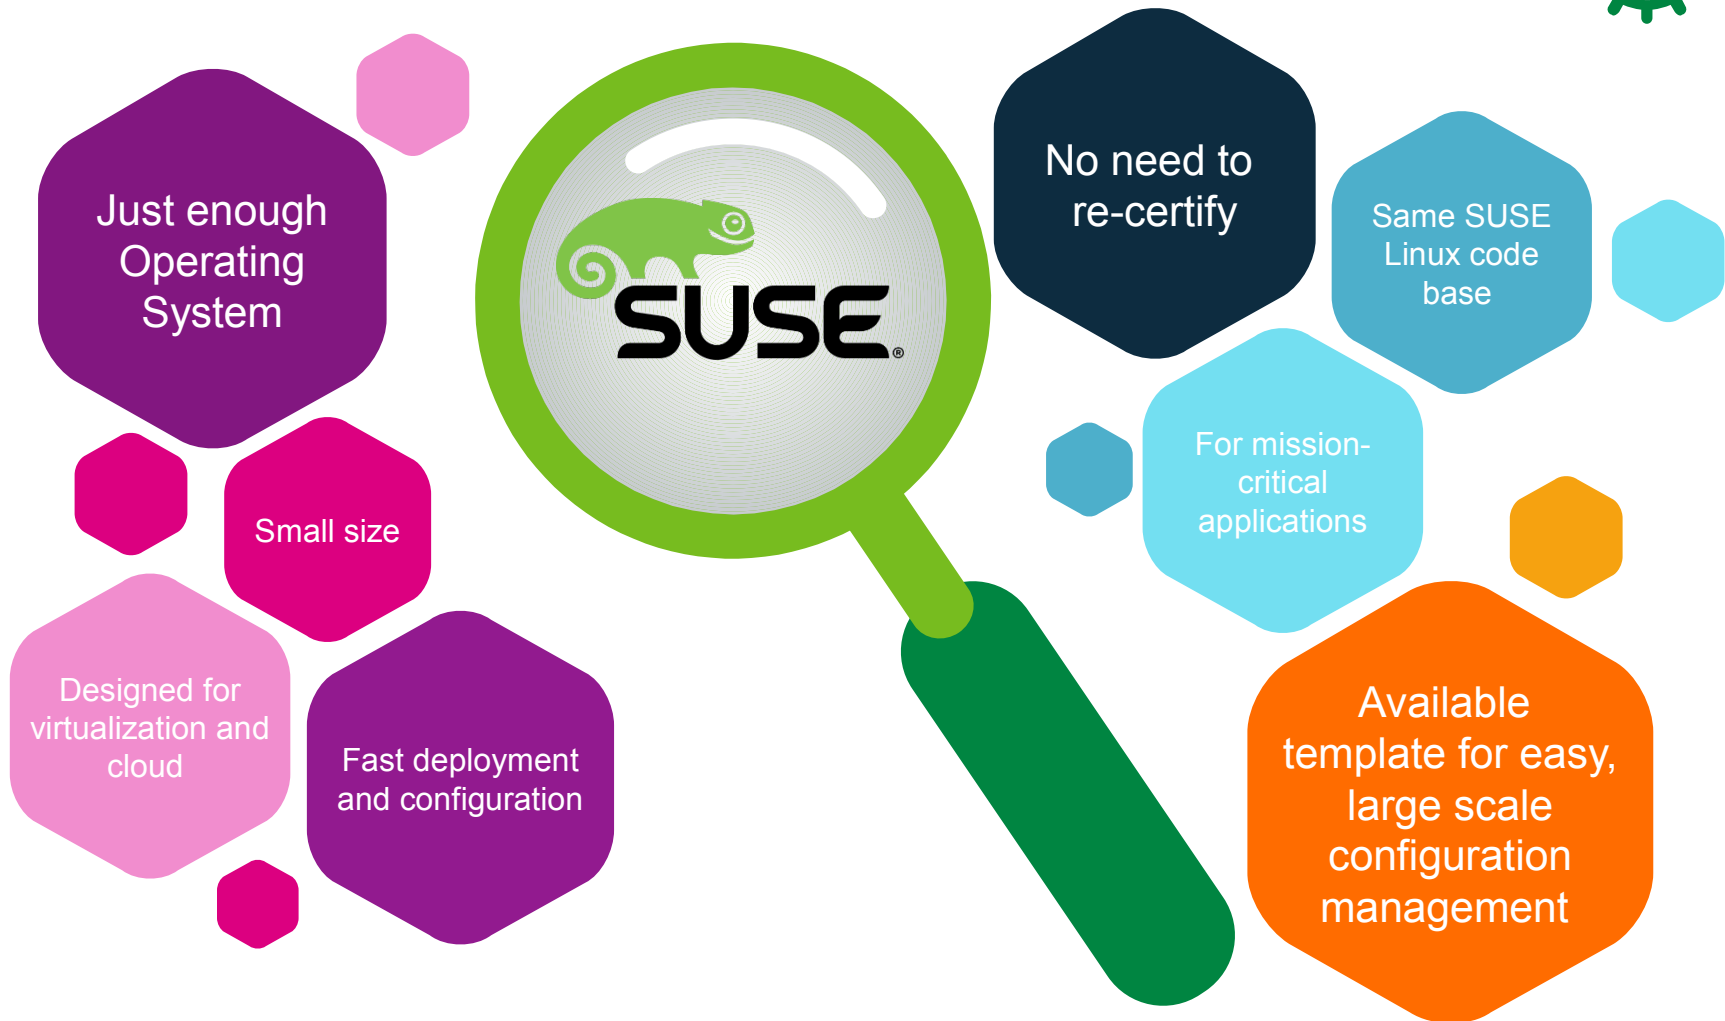 Just enough
Operating
System
Small size
Designed for
virtualization and
cloud
Fast deployment
and configuration
SUSE®
No need to
re-certify
Same SUSE
Linux code
base
For mission-
critical
applications
Available
template for easy,
large scale
configuration
management